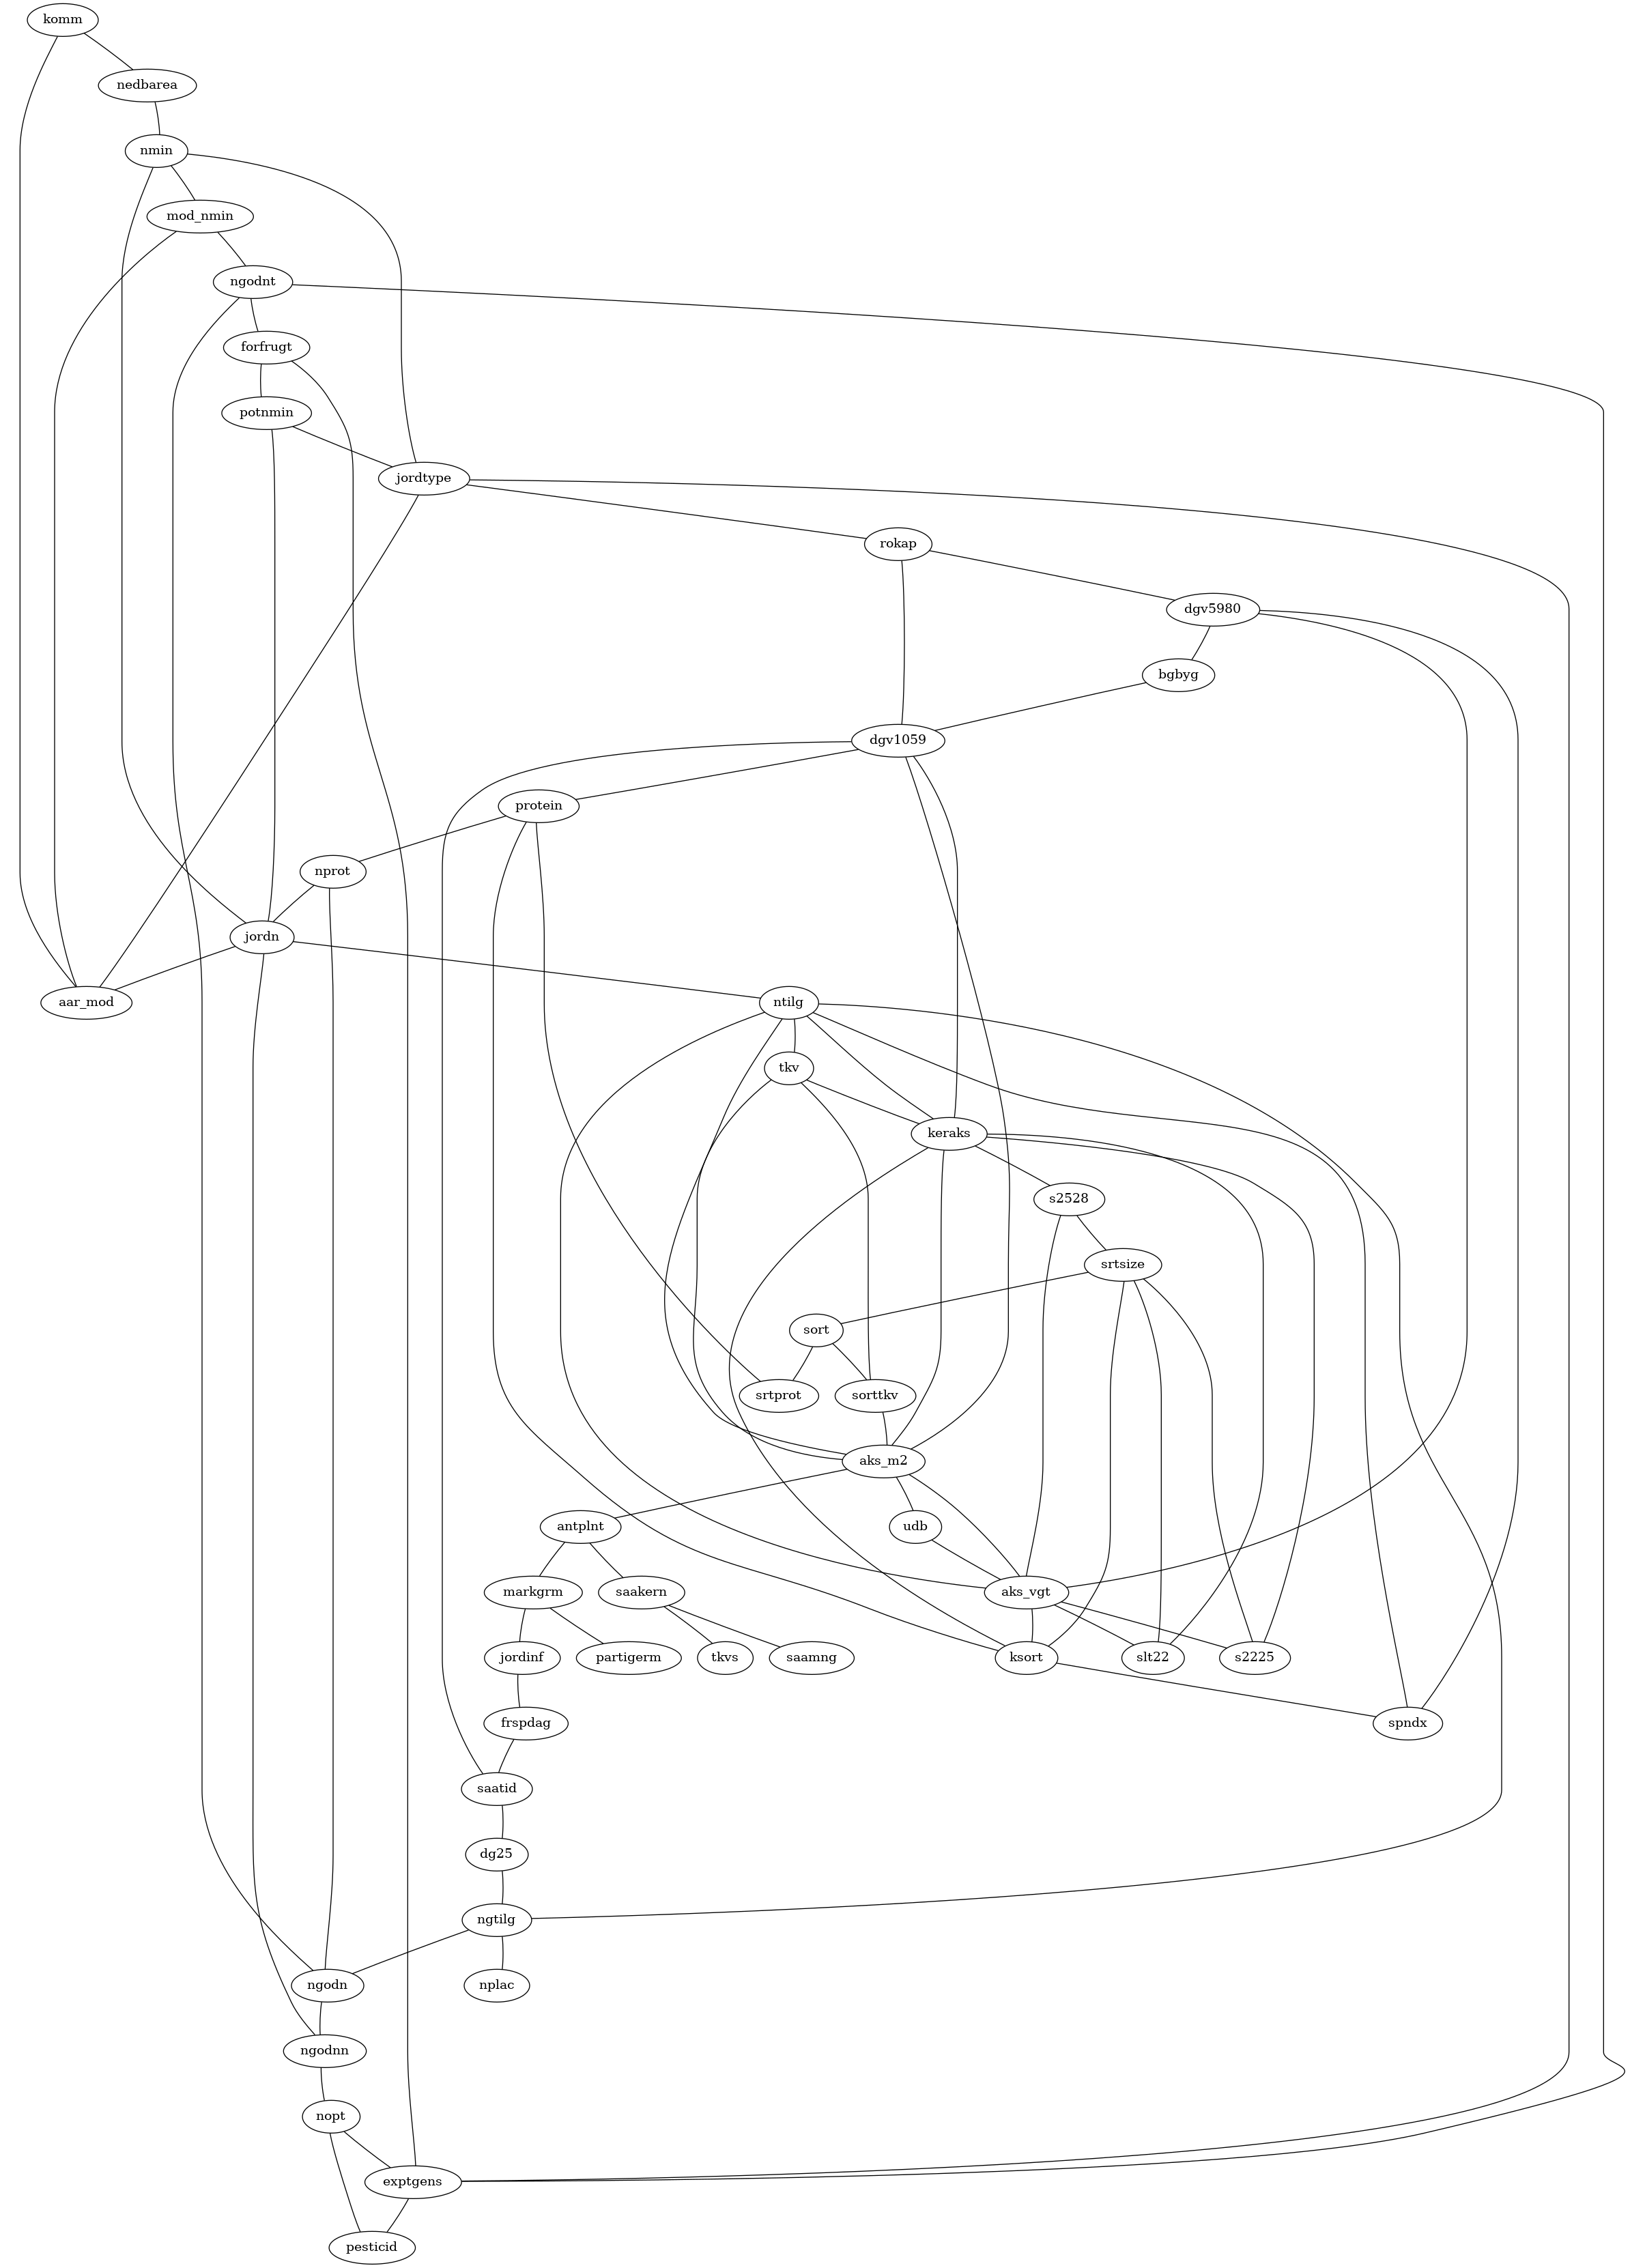 komm
nedbarea
nmin
mod_nmin
ngodnt
forfrugt
potnmin
jordtype
rokap
dgv5980
bgbyg
dgv1059
protein
nprot
jordn
aar_mod
ntilg
tkv
keraks
s2528
srtsize
sort
srtprot
sorttkv
aks_m2
antplnt
udb
markgrm
saakern
aks_vgt
jordinf
partigerm
tkvs
saamng
ksort
slt22
s2225
frspdag
spndx
saatid
dg25
ngtilg
ngodn
nplac
ngodnn
nopt
exptgens
pesticid